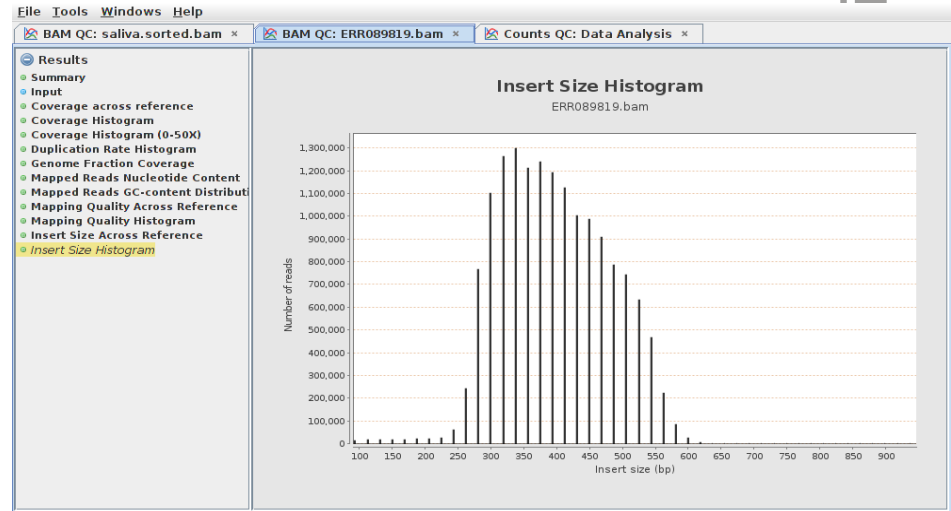 File Tools Windows Help
BAM QC: saliva.sorted.bam × BAM QC: ERR089819.bam × Counts QC: Data Analysis ×
Results
Summary
Input
Coverage across reference
Coverage Histogram
Coverage Histogram (0-50X)
Duplication Rate Histogram
Genome Fraction Coverage
Mapped Reads Nucleotide Content
Mapped Reads GC-content Distributi
Mapping Quality Across Reference
Mapping Quality Histogram
Insert Size Across Reference
Insert Size Histogram
Insert Size Histogram
ERR089819.bam
Number of reads
1,300,000
1,200,000
1,100,000
1,000,000
900,000
800,000
700,000
600,000
500,000
400,000
300,000
200,000
100,000
0
100 150 200 250 300 350 400 450 500 550 600 650 700 750 800 850 900
Insert size (bp)